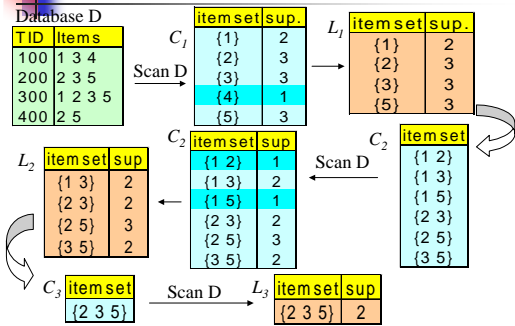 Database D
TID Items
100 1 3 4
200 2 3 5
300 1 2 3 5
400 2 5
Scan D
C1
itemset sup.
{1} 2
{2} 3
{3} 3
{4} 1
{5} 3
L1
itemset sup.
{1} 2
{2} 3
{3} 3
{5} 3
C2
itemset
{1 2}
{1 3}
{1 5}
{2 3}
{2 5}
{3 5}
Scan D
C2
itemset sup
{1 2} 1
{1 3} 2
{1 5} 1
{2 3} 2
{2 5} 3
{3 5} 2
L2
itemset sup
{1 3} 2
{2 3} 2
{2 5} 3
{3 5} 2
C3
itemset
{2 3 5}
Scan D
L3
itemset sup
{2 3 5} 2